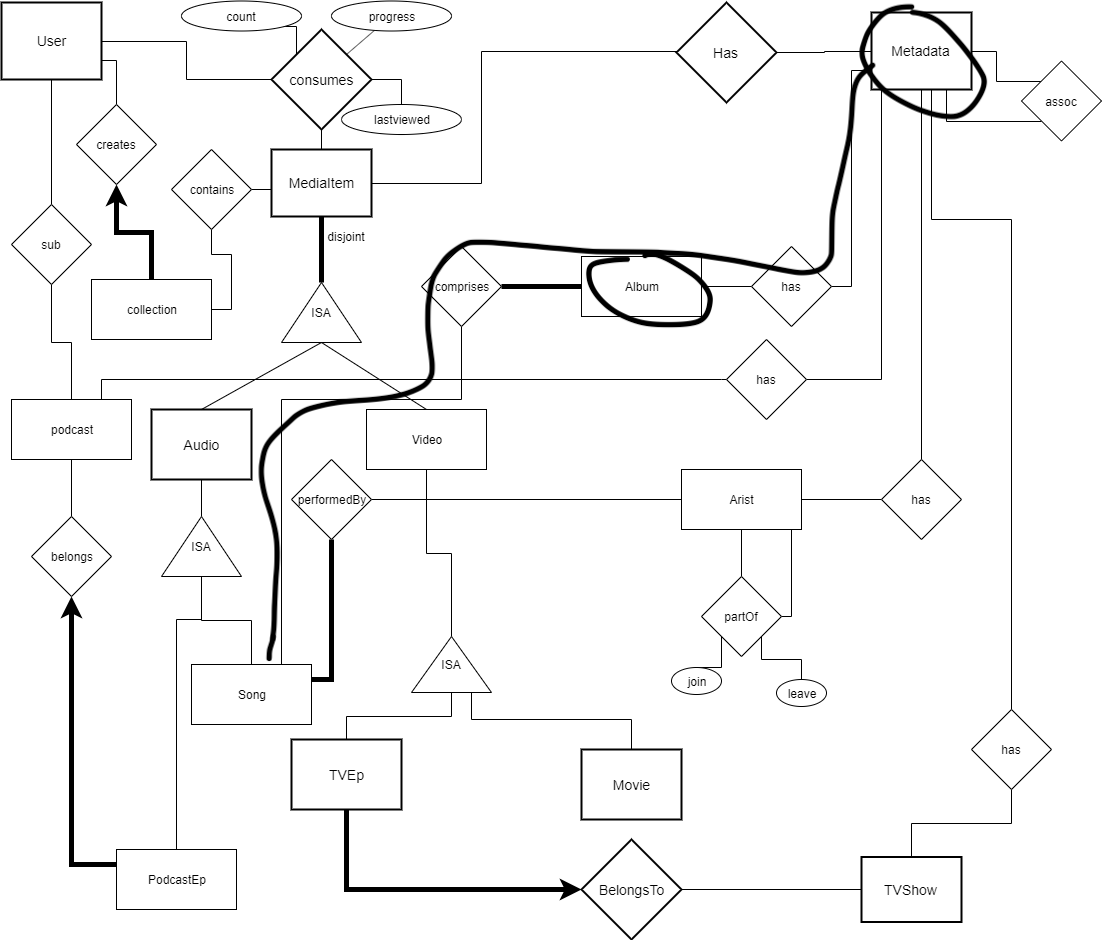 count
progress
User
Metadata
Has
consumes
assoc
lastviewed
creates
MediaItem
contains
disjoint
sub
comprises
Album
has
collection
ISA
has
podcast
Audio
Video
performedBy
Arist
has
ISA
belongs
partOf
ISA
join
Song
leave
has
TVEp
Movie
PodcastEp
BelongsTo
TVShow